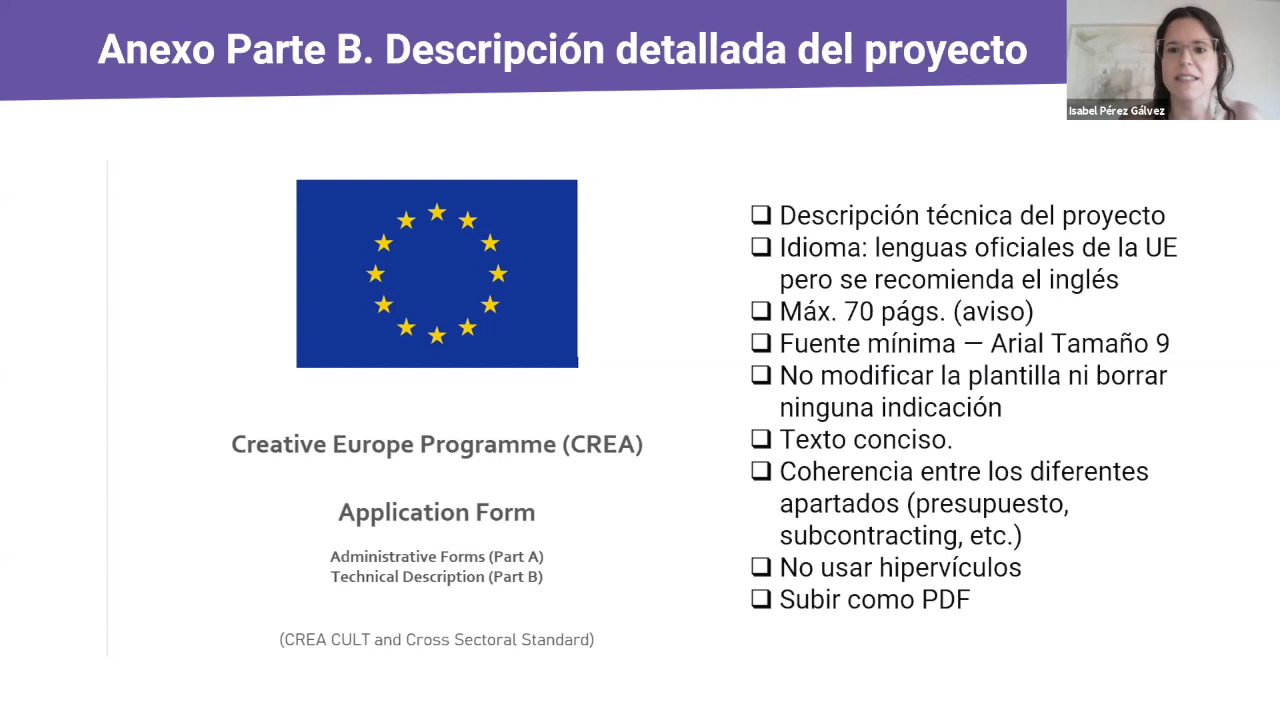 Anexo Parte B. Descripción detallada del proyecto
Isabel Pérez Gálvez
Creative Europe Programme (CREA)
Application Form
Administrative Forms (Part A)
Technical Description (Part B)
(CREA CULT and Cross Sectoral Standard)
❑ Descripción técnica del proyecto
❑ Idioma: lenguas oficiales de la UE
pero se recomienda el inglés
❑ Máx. 70 págs. (aviso)
❑ Fuente mínima — Arial Tamaño 9
❑ No modificar la plantilla ni borrar
ninguna indicación
❑ Texto conciso.
❑ Coherencia entre los diferentes
apartados (presupuesto,
subcontracting, etc.)
❑ No usar hipervículos
❑ Subir como PDF